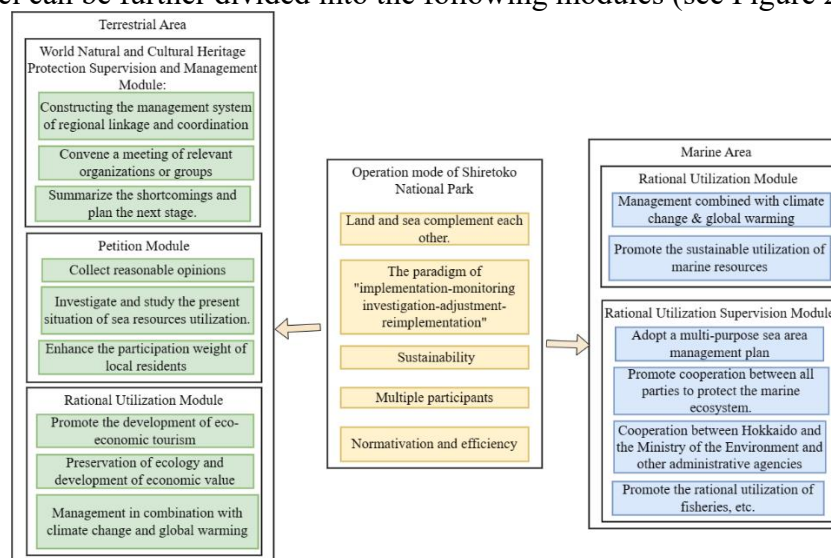 el can be further divided into the following modules (see Figure 2
Terrestrial Area
World Natural and Cultural Heritage
Protection Supervision and Management
Module:
Constructing the management system
of regional linkage and coordination
Convene a meeting of relevant
organizations or groups
Summarize the shortcomings and
plan the next stage.
Petition Module
Collect reasonable opinions
Investigate and study the present
situation of sea resources utilization.
Enhance the participation weight of
local residents
Rational Utilization Module
Promote the development of eco-
economic tourism
Preservation of ecology and
development of economic value
Management in combination with
climate change and global warming
Operation mode of Shiretoko
National Park
Land and sea complement each
other.
The paradigm of
"implementation-monitoring
investigation-adjustment-
reimplementation"
Sustainability
Multiple participants
Normativation and efficiency
Marine Area
Rational Utilization Module
Management combined with climate
change & global warming
Promote the sustainable utilization of
marine resources
Rational Utilization Supervision Module
Adopt a multi-purpose sea area
management plan
Promote cooperation between all
parties to protect the marine
ecosystem.
Cooperation between Hokkaido and
the Ministry of the Environment and
other administrative agencies
Promote the rational utilization of
fisheries, etc.